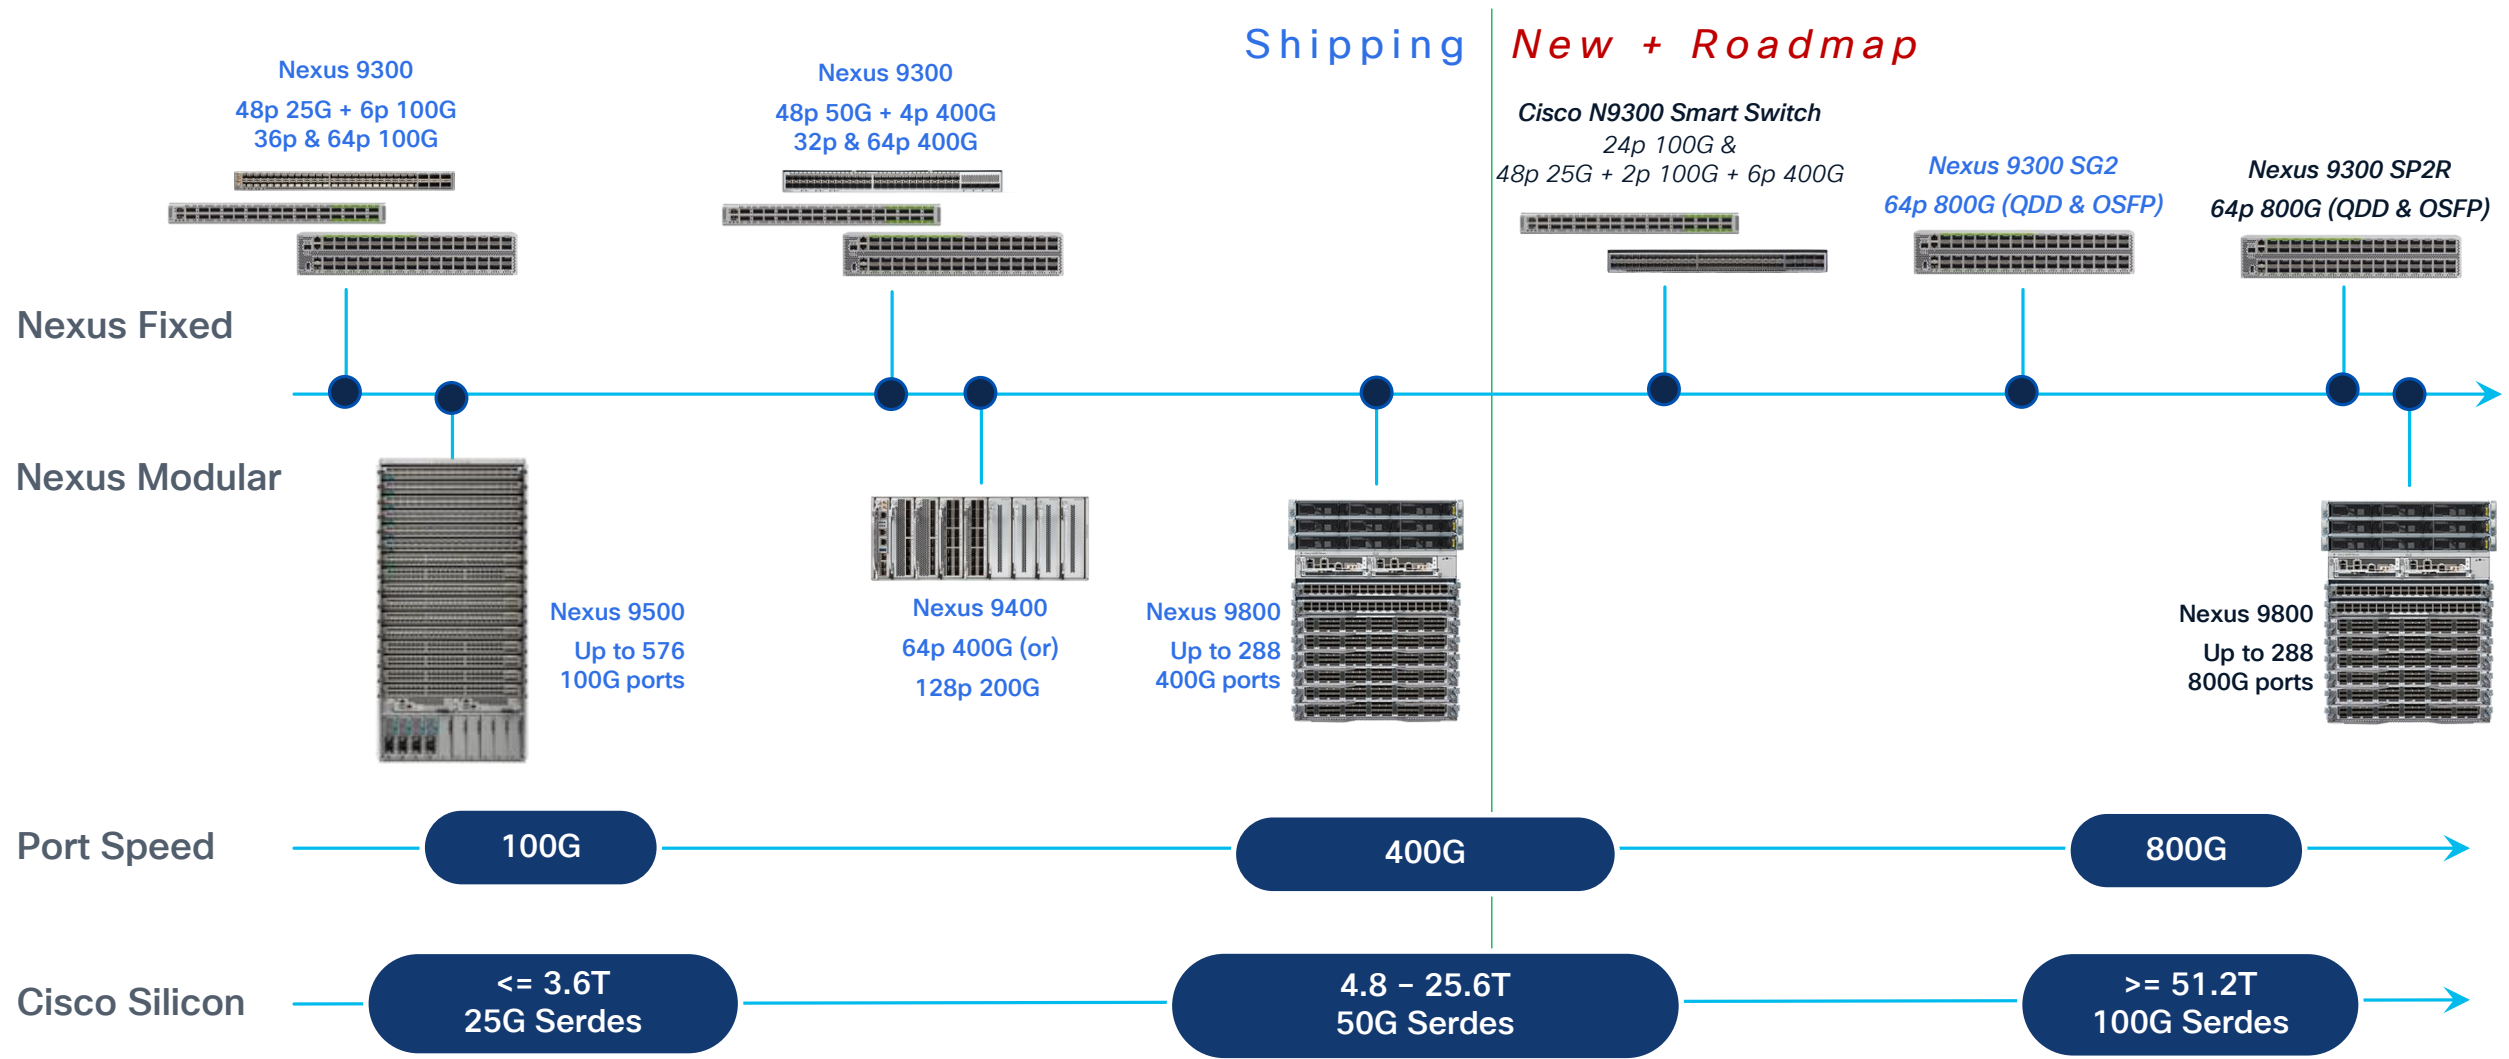 Shipping
New + Roadmap
Nexus 9300
48p 25G + 6p 100G
36p & 64p 100G
Nexus 9300
48p 50G + 4p 400G
32p & 64p 400G
Cisco N9300 Smart Switch
24p 100G &
48p 25G + 2p 100G + 6p 400G
Nexus 9300 SG2
64p 800G (QDD & OSFP)
Nexus 9300 SP2R
64p 800G (QDD & OSFP)
Nexus Fixed
Nexus Modular
Nexus 9500
Up to 576
100G ports
Nexus 9400
64p 400G (or)
128p 200G
Nexus 9800
Up to 288
400G ports
Nexus 9800
Up to 288
800G ports
Port Speed
100G
400G
800G
Cisco Silicon
<= 3.6T
25G Serdes
4.8 – 25.6T
50G Serdes
>= 51.2T
100G Serdes